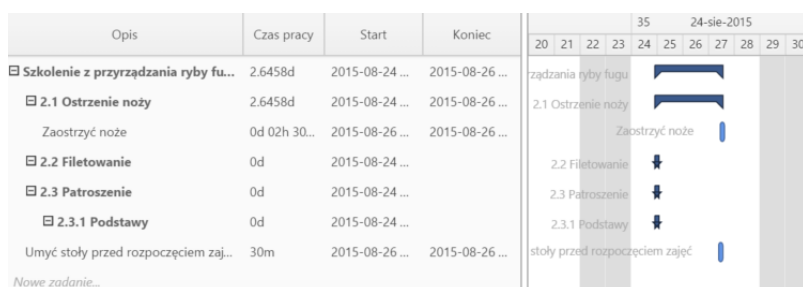 Opis Czas pracy Start Koniec 35 24-sie-2015
20 21 22 23 24 25 26 27 28 29 30
Szkolenie z przyrządzania ryby fu... 2.6458d 2015-08-24 ... 2015-08-26 ... rządzania ryby fugu
2.1 Ostrzenie noży 2.6458d 2015-08-24 ... 2015-08-26 ... 2.1 Ostrzenie noży
Zaostrzyć noże 0d 02h 30... 2015-08-26 ... 2015-08-26 ... Zaostrzyć noże
2.2 Filetowanie 0d 2015-08-24 ... 2.2 Filetowanie
2.3 Patroszenie 0d 2015-08-24 ... 2.3 Patroszenie
2.3.1 Podstawy 0d 2015-08-24 ... 2.3.1 Podstawy
Umyć stoły przed rozpoczęciem zaj... 30m 2015-08-26 ... 2015-08-26 ... stoły przed rozpoczęciem zajęć
Nowe zadanie...